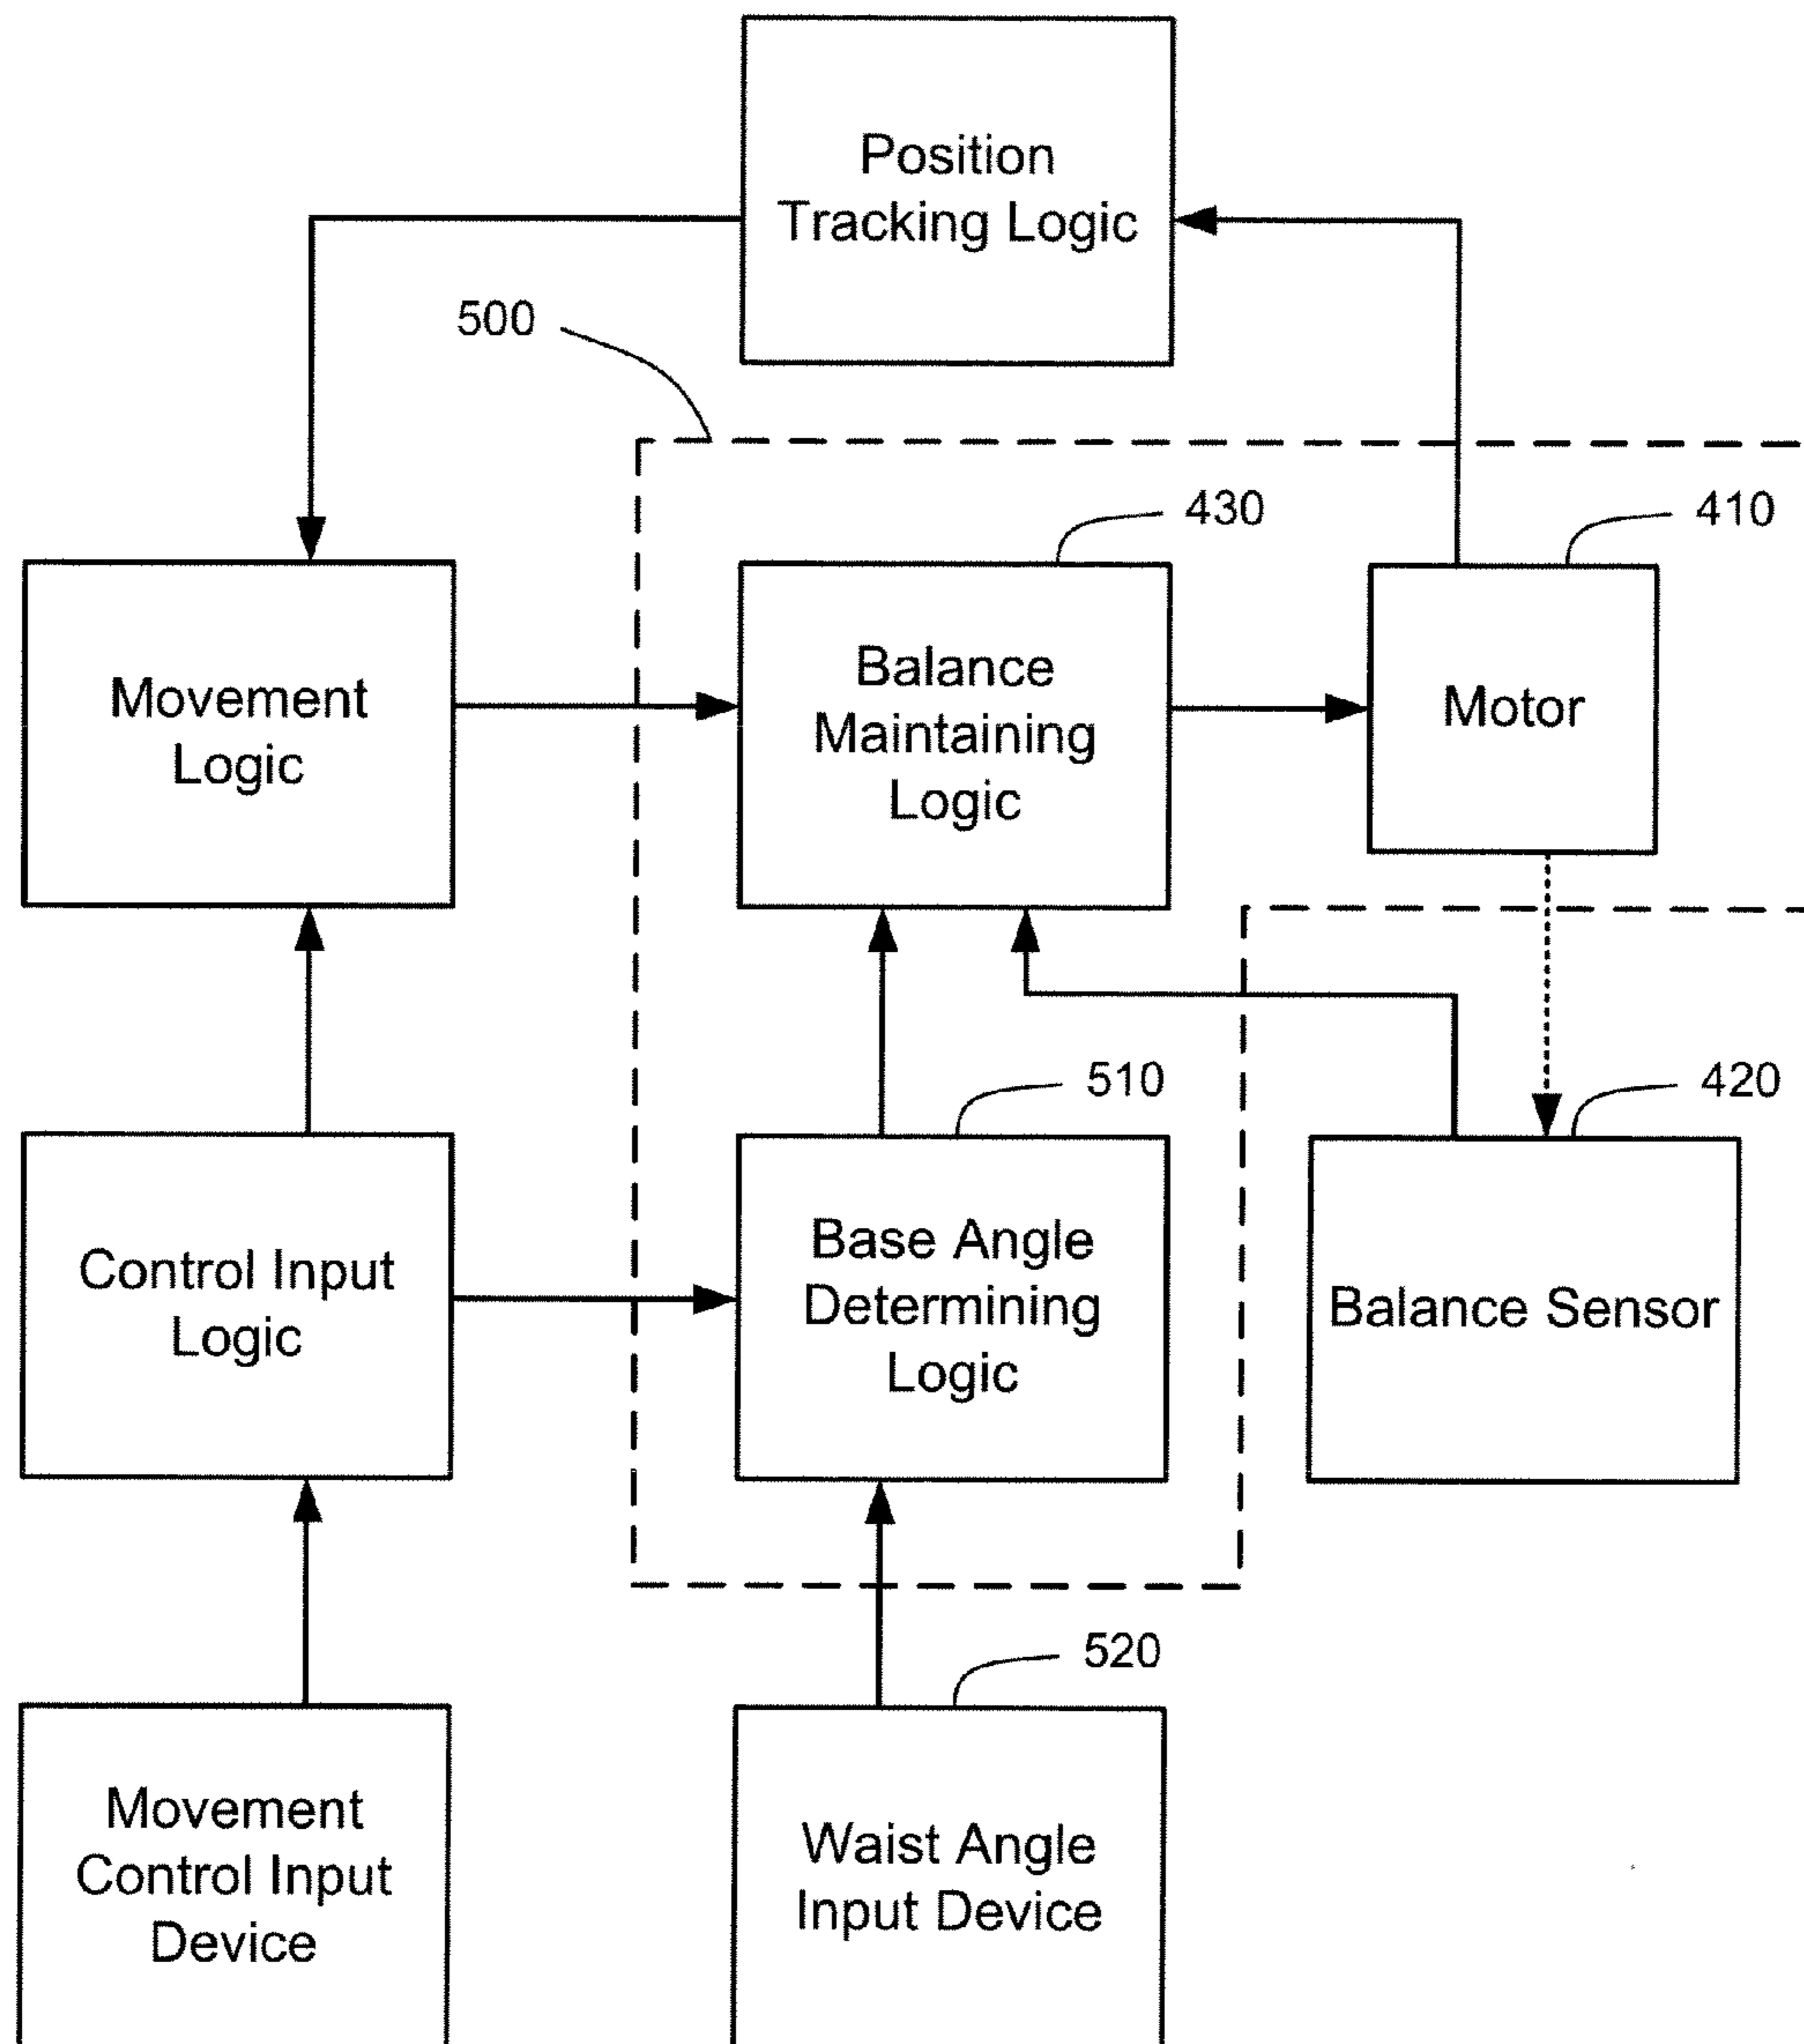 Position
Tracking Logic
500
430
410
Movement
Logic
Balance
Maintaining
Logic
Motor
510
420
Control Input
Logic
Base Angle
Determining
Logic
Balance Sensor
520
Movement
Control Input
Device
Waist Angle
Input Device